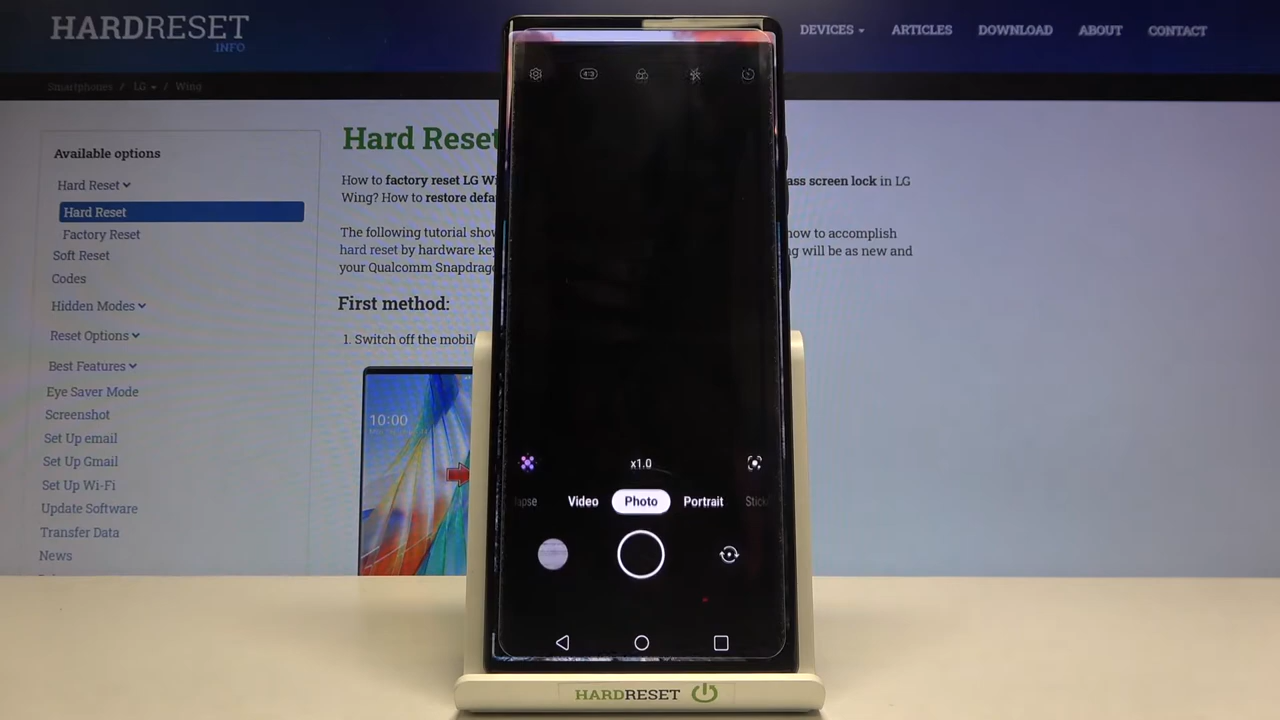 HARDRESET
.INFO
DEVICES ARTICLES DOWNLOAD ABOUT CONTACT
Smartphones / LG / Wing
Available options
Hard Reset
Hard Reset
Factory Reset
Soft Reset
Codes
Hidden Modes
Reset Options
Best Features
Eye Saver Mode
Screenshot
Set Up email
Set Up Gmail
Set Up Wi-Fi
Update Software
Transfer Data
News
Hard Reset
How to factory reset LG W ass screen lock in LG
Wing? How to restore defa
The following tutorial show how to accomplish
hard reset by hardware key ng will be as new and
your Qualcomm Snapdrag
First method:
1. Switch off the mobil
10:00
x1.0
apse Video Photo Portrait Stick
HARDRESET